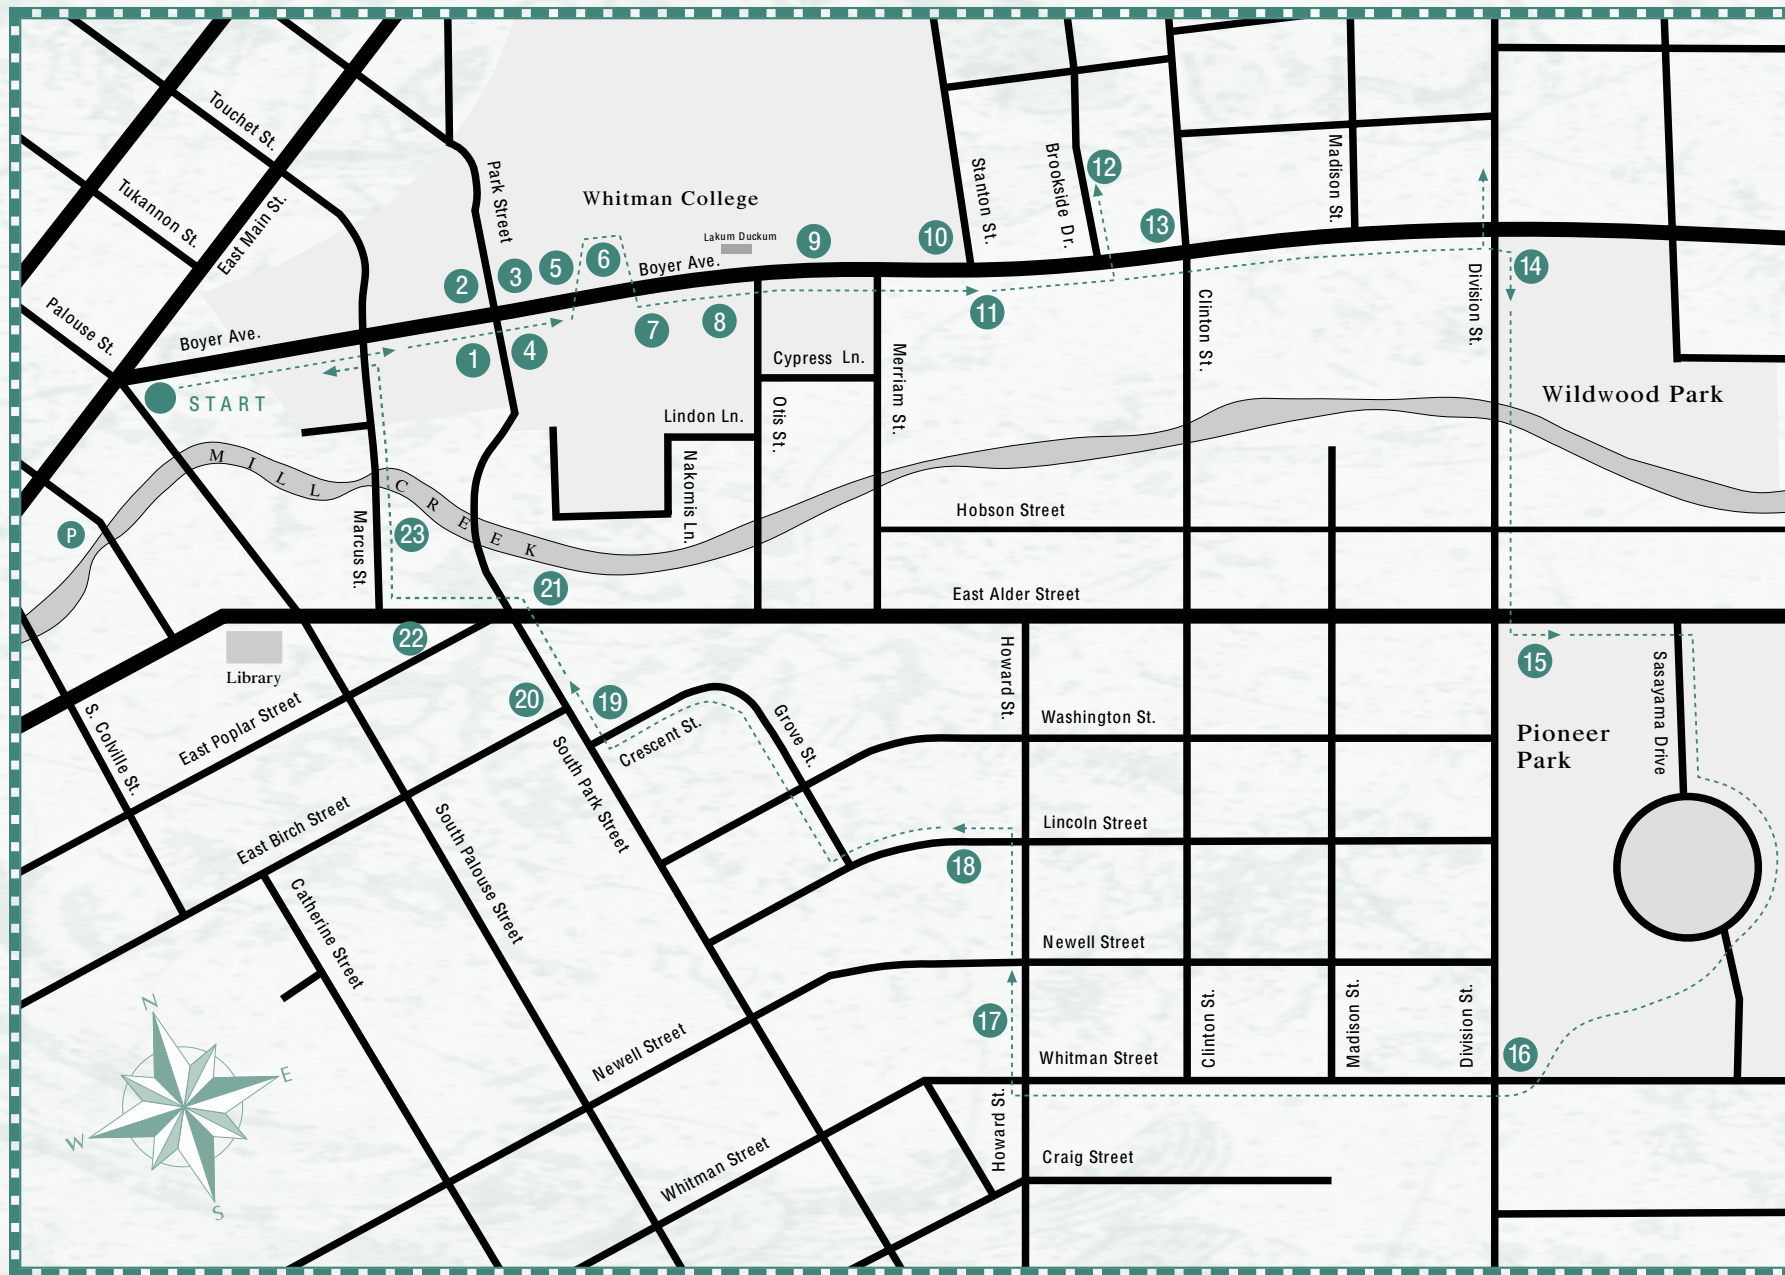 Touchet St.
Tukannon St.
East Main St.
Palouse St.
Boyer Ave.
START
Park Street
Whitman College
Lakum Duckum
Boyer Ave.
2
3
5
6
9
10
1
4
7
8
11
12
13
14
Stanton St.
Brookside Dr.
Madison St.
Division St.
Clinton St.
Cypress Ln.
Merriam St.
Otis St.
Lindon Ln.
Nakomis Ln.
Wildwood Park
MILL CREEK
P
Marcus St.
23
21
22
Hobson Street
East Alder Street
Library
S. Colville St.
East Poplar Street
East Birch Street
Catherine Street
South Palouse Street
South Park Street
20
19
Crescent St.
Grove St.
Howard St.
Washington St.
Lincoln Street
18
Newell Street
17
Whitman Street
Clinton St.
Madison St.
Division St.
15
Pioneer
Park
Sasayama Drive
16
Newell Street
Whitman Street
Howard St.
Craig Street
N
E
W
S